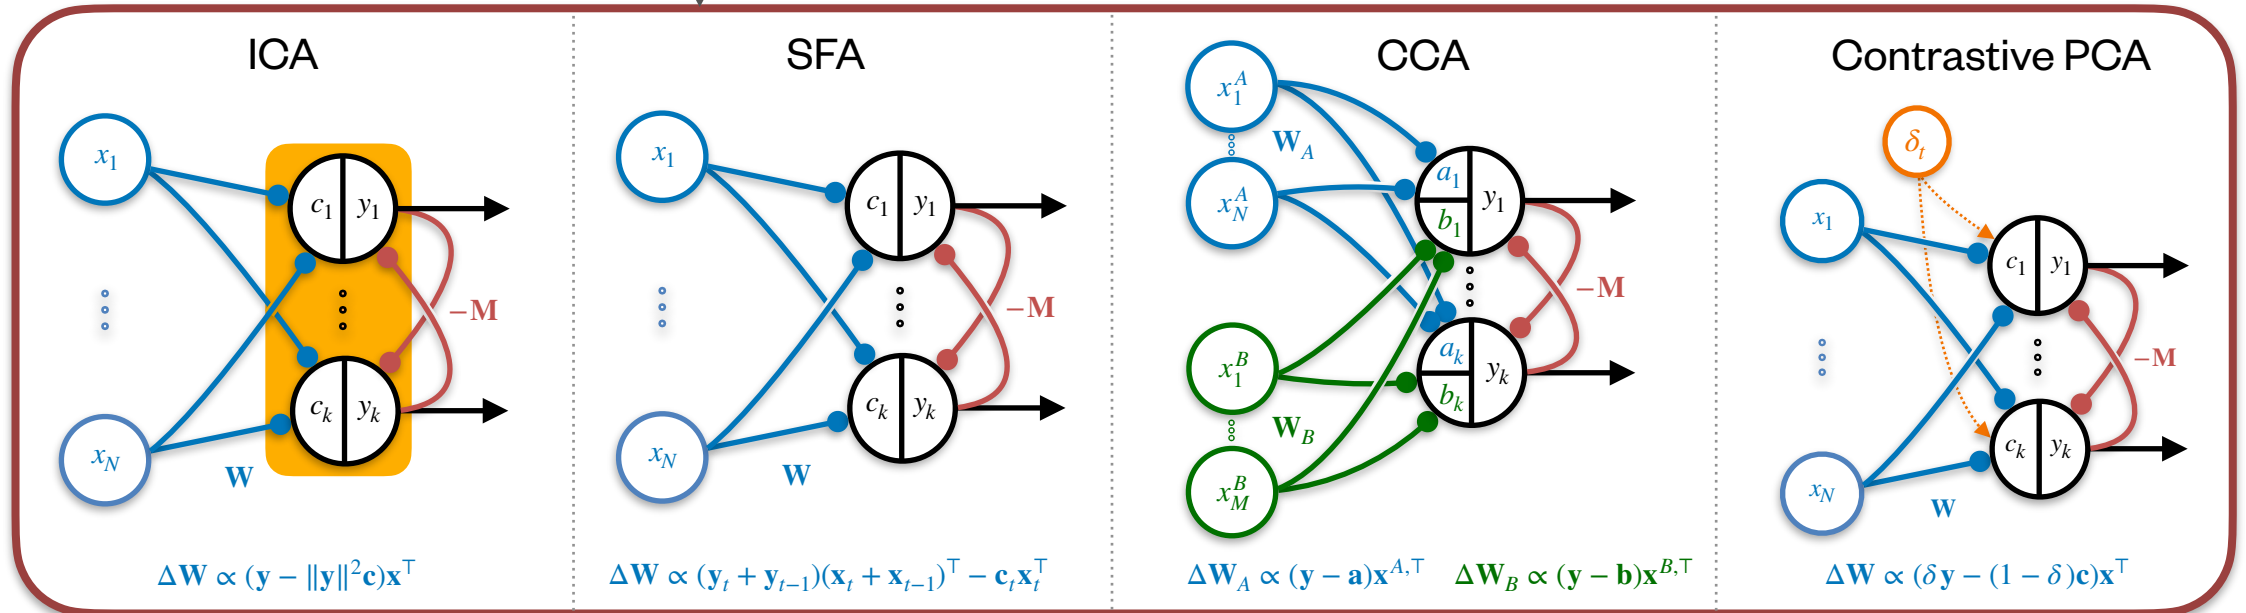 ICA
x_1
c_1 y_1
−M
c_k y_k
x_N
W
ΔW ∝ (y − ‖y‖²c)x^⊤
SFA
x_1
c_1 y_1
−M
c_k y_k
x_N
W
ΔW ∝ (y_t + y_{t−1})(x_t + x_{t−1})^⊤ − c_t x_t^⊤
CCA
x_1^A
W_A
x_N^A
a_1
b_1
y_1
−M
a_k
b_k
y_k
x_1^B
W_B
x_M^B
ΔW_A ∝ (y − a)x^{A,⊤}
ΔW_B ∝ (y − b)x^{B,⊤}
Contrastive PCA
δ_t
x_1
c_1 y_1
−M
c_k y_k
x_N
W
ΔW ∝ (δy − (1 − δ)c)x^⊤